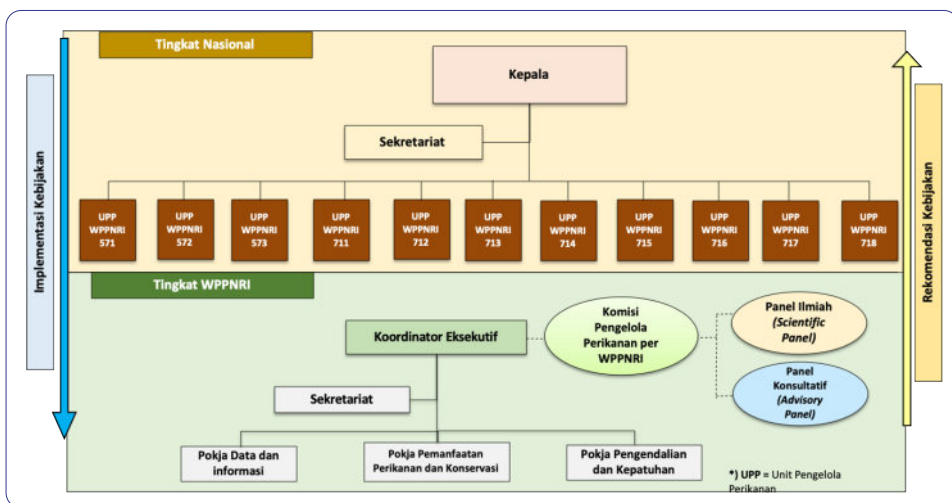 Tingkat Nasional
Kepala
Sekretariat
Implementasi Kebijakan
Rekomendasi Kebijakan
UPP
WPPNRI
571
UPP
WPPNRI
572
UPP
WPPNRI
573
UPP
WPPNRI
711
UPP
WPPNRI
712
UPP
WPPNRI
713
UPP
WPPNRI
714
UPP
WPPNRI
715
UPP
WPPNRI
716
UPP
WPPNRI
717
UPP
WPPNRI
718
Tingkat WPPNRI
Koordinator Eksekutif
Komisi
Pengelola
Perikanan per
WPPNRI
Panel Ilmiah
(Scientific
Panel)
Panel
Konsultatif
(Advisory
Panel)
Sekretariat
Pokja Data dan
informasi
Pokja Pemanfaatan
Perikanan dan Konservasi
Pokja Pengendalian
dan Kepatuhan
*) UPP = Unit Pengelola
Perikanan